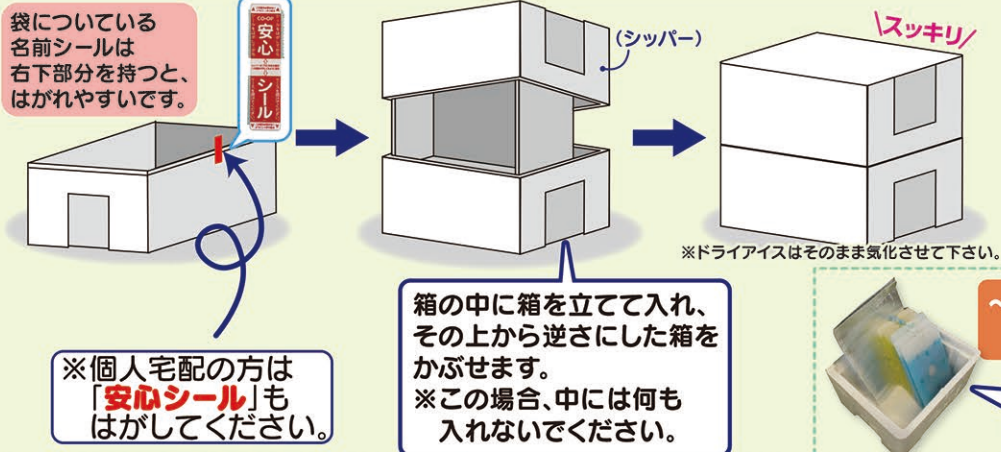 袋についている
名前シールは
右下部分を持つと、
はがれやすいです。
CO・OP
安心
シール
(シッパー)
スッキリ
※ドライアイスはそのまま気化させて下さい。
※個人宅配の方は
「安心シール」も
はがしてください。
箱の中に箱を立てて入れ、
その上から逆さにした箱を
かぶせます。
※この場合、中には何も
入れないでください。